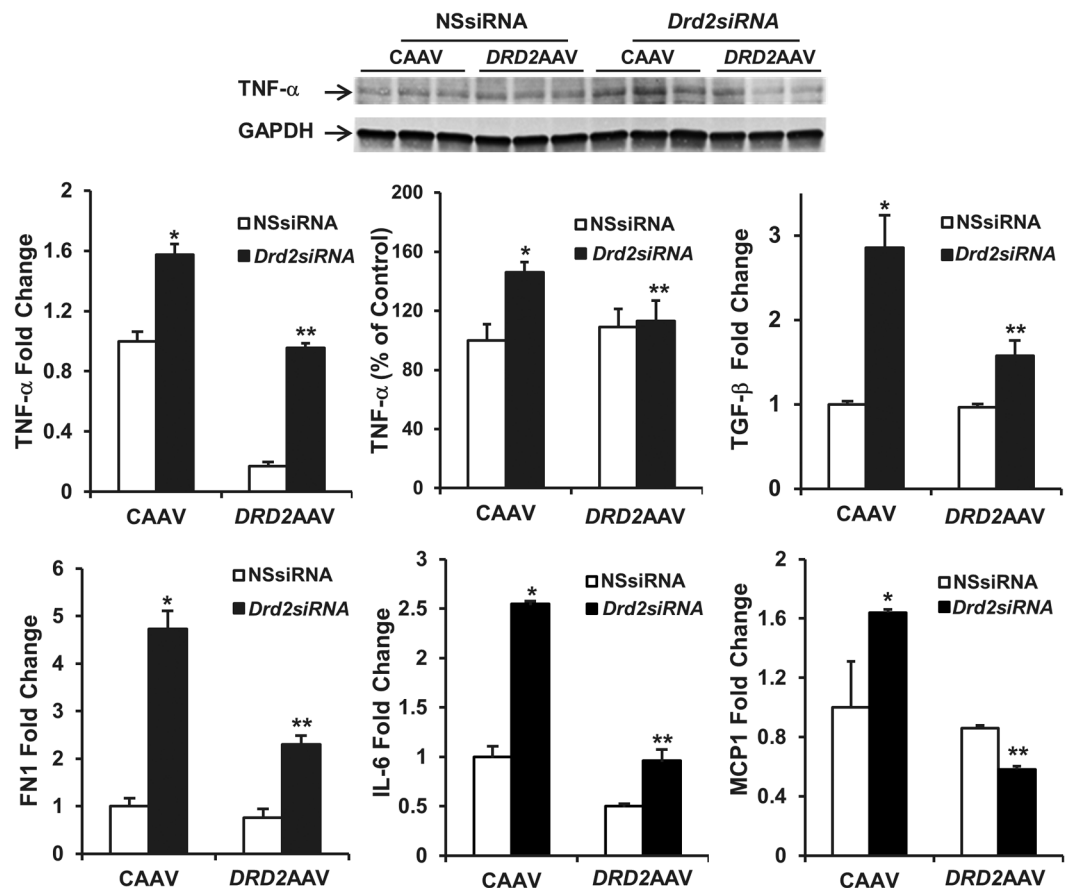 NSsiRNA Drd2siRNA
CAAV DRD2AAV CAAV DRD2AAV
TNF-α
GAPDH
TNF-α Fold Change
2
1.6
1.2
0.8
0.4
0
NSsiRNA
Drd2siRNA
*
**
CAAV DRD2AAV
TNF-α (% of Control)
200
160
120
80
40
0
NSsiRNA
Drd2siRNA
*
**
CAAV DRD2AAV
TGF-β Fold Change
3
2
1
0
NSsiRNA
Drd2siRNA
*
**
CAAV DRD2AAV
FN1 Fold Change
6
5
4
3
2
1
0
NSsiRNA
Drd2siRNA
*
**
CAAV DRD2AAV
IL-6 Fold Change
3
2.5
2
1.5
1
0.5
0
NSsiRNA
Drd2siRNA
*
**
CAAV DRD2AAV
MCP1 Fold Change
2
1.6
1.2
0.8
0.4
0
NSsiRNA
Drd2siRNA
*
**
CAAV DRD2AAV